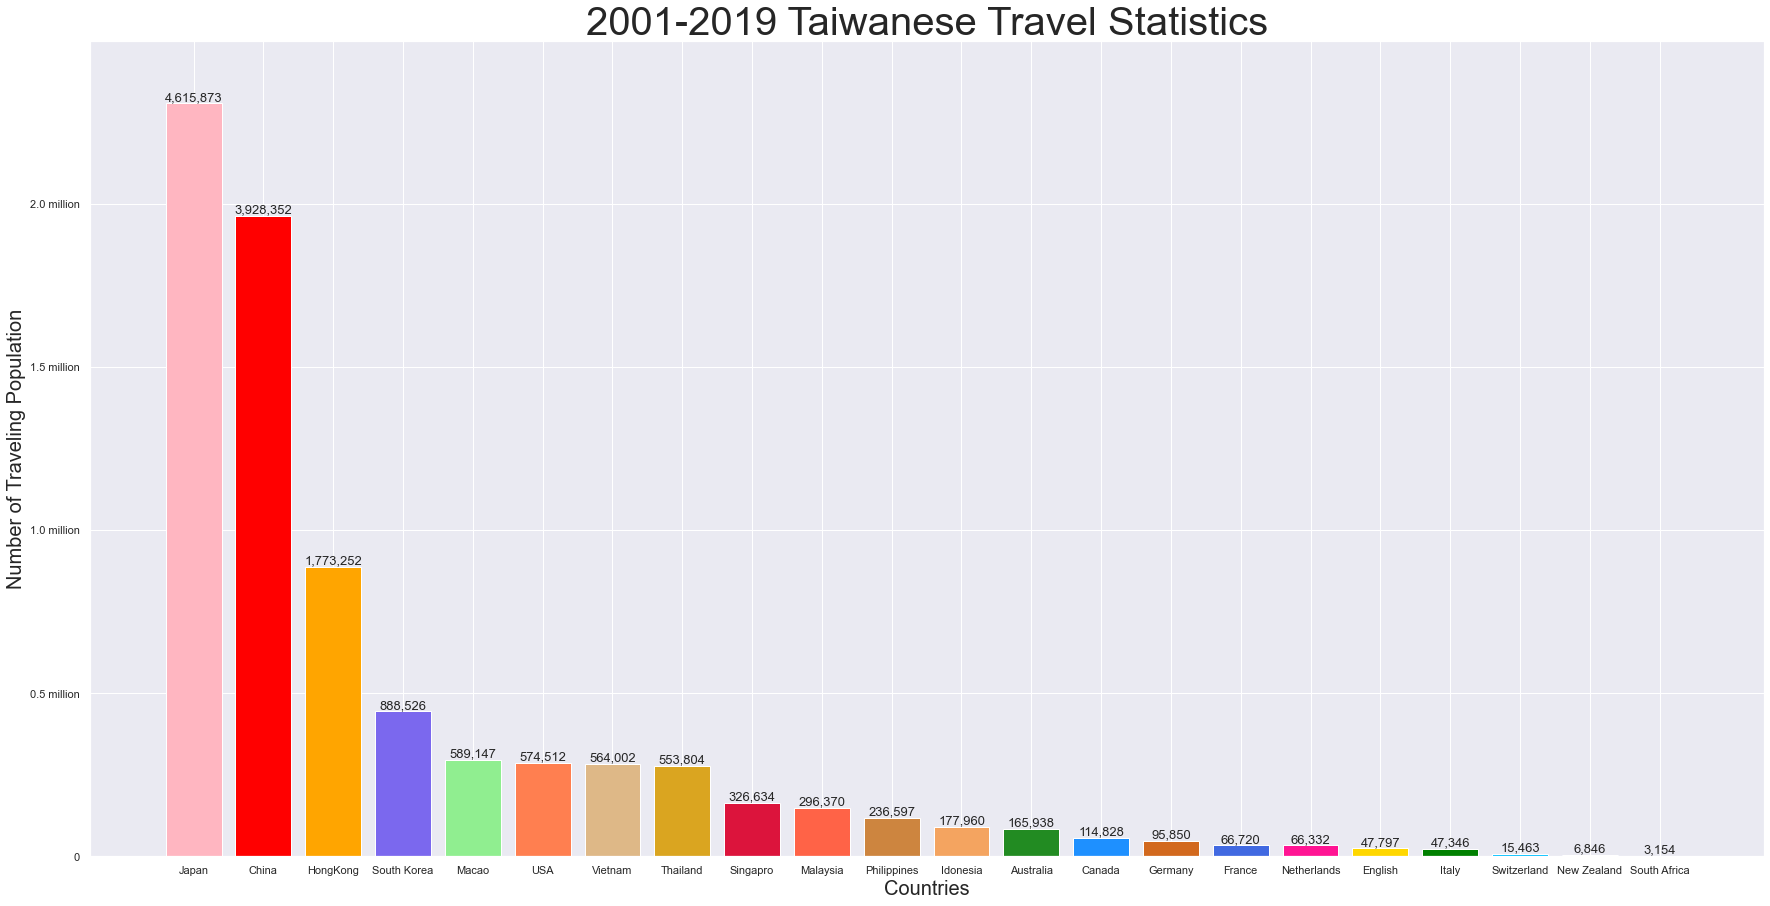 2001-2019 Taiwanese Travel Statistics
Number of Traveling Population
2.0 million
1.5 million
1.0 million
0.5 million
0
4,615,873
3,928,352
1,773,252
888,526
589,147
574,512
564,002
553,804
326,634
296,370
236,597
177,960
165,938
114,828
95,850
66,720
66,332
47,797
47,346
15,463
6,846
3,154
Japan
China
HongKong
South Korea
Macao
USA
Vietnam
Thailand
Singapro
Malaysia
Philippines
Idonesia
Australia
Canada
Germany
France
Netherlands
English
Italy
Switzerland
New Zealand
South Africa
Countries